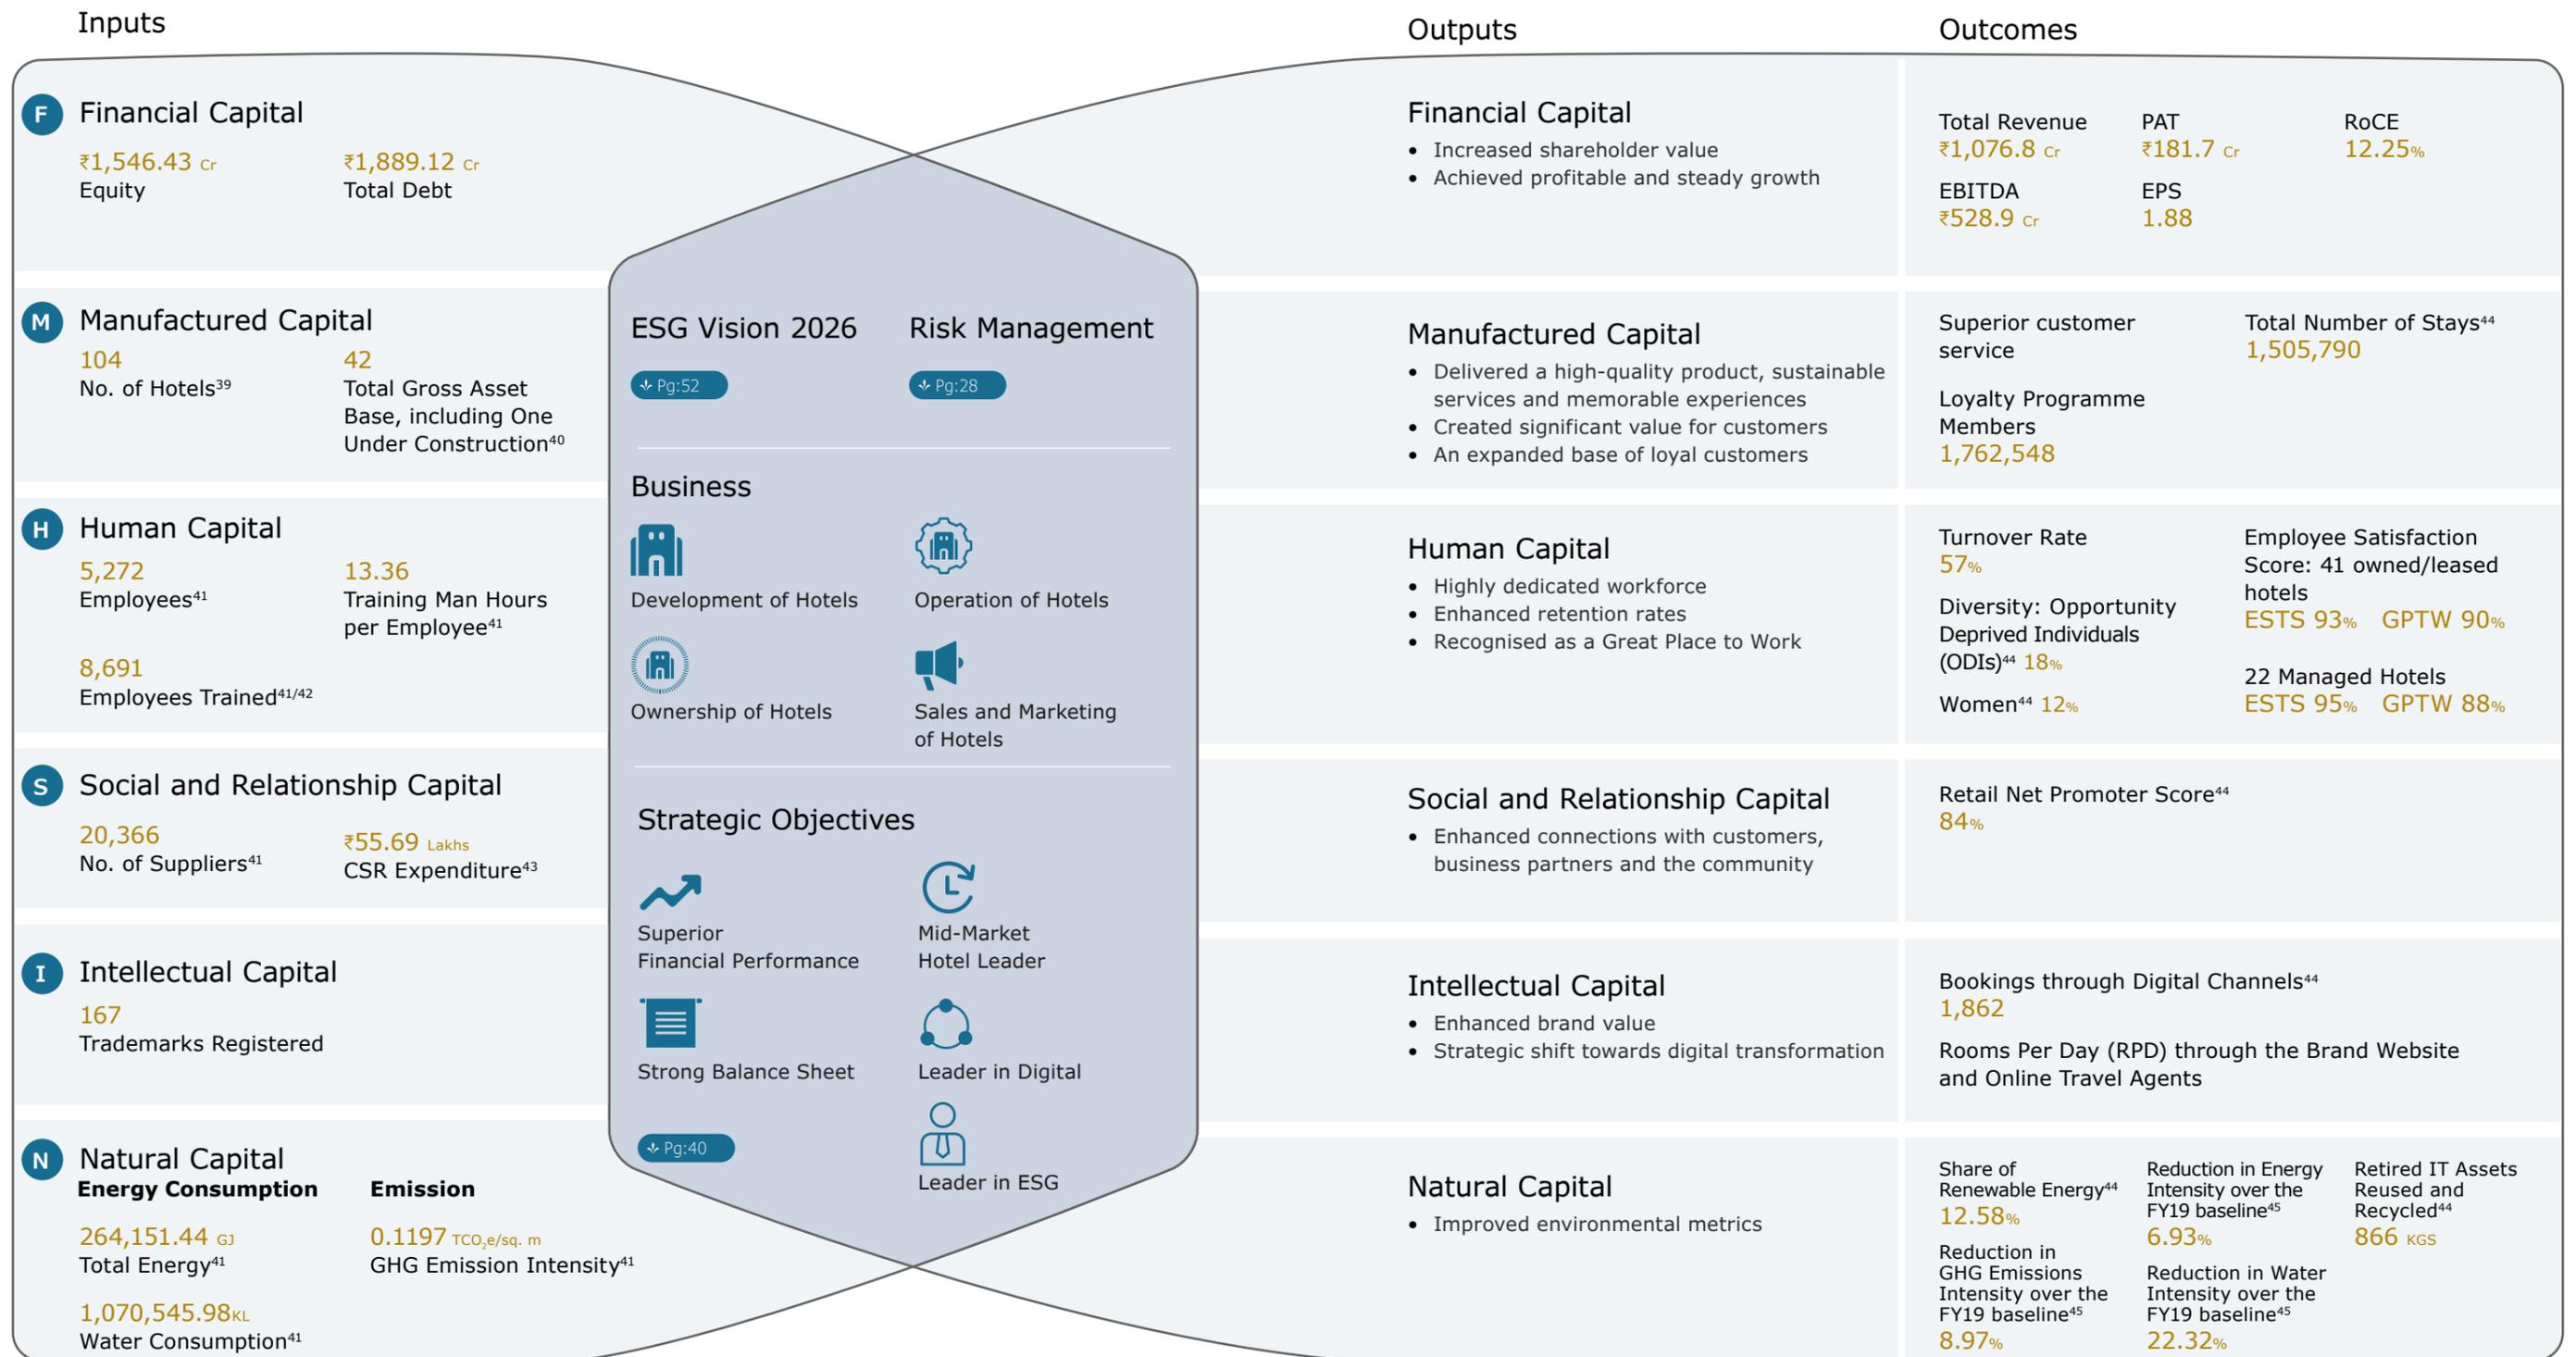 Inputs
Outputs
Outcomes
F
Financial Capital
₹1,546.43 Cr
Equity
₹1,889.12 Cr
Total Debt
M
Manufactured Capital
104
No. of Hotels³⁹
42
Total Gross Asset
Base, including One
Under Construction⁴⁰
H
Human Capital
5,272
Employees⁴¹
13.36
Training Man Hours
per Employee⁴¹
8,691
Employees Trained⁴¹/⁴²
S
Social and Relationship Capital
20,366
No. of Suppliers⁴¹
₹55.69 Lakhs
CSR Expenditure⁴³
I
Intellectual Capital
167
Trademarks Registered
N
Natural Capital
Energy Consumption
264,151.44 GJ
Total Energy⁴¹
1,070,545.98KL
Water Consumption⁴¹
Emission
0.1197 TCO₂e/sq. m
GHG Emission Intensity⁴¹
ESG Vision 2026
Pg:52
Risk Management
Pg:28
Business
Development of Hotels
Operation of Hotels
Ownership of Hotels
Sales and Marketing
of Hotels
Strategic Objectives
Superior
Financial Performance
Mid-Market
Hotel Leader
Strong Balance Sheet
Leader in Digital
Pg:40
Leader in ESG
Financial Capital
• Increased shareholder value
• Achieved profitable and steady growth
Total Revenue
₹1,076.8 Cr
PAT
₹181.7 Cr
RoCE
12.25%
EBITDA
₹528.9 Cr
EPS
1.88
Manufactured Capital
• Delivered a high-quality product, sustainable
services and memorable experiences
• Created significant value for customers
• An expanded base of loyal customers
Superior customer
service
Total Number of Stays⁴⁴
1,505,790
Loyalty Programme
Members
1,762,548
Human Capital
• Highly dedicated workforce
• Enhanced retention rates
• Recognised as a Great Place to Work
Turnover Rate
57%
Diversity: Opportunity
Deprived Individuals
(ODIs)⁴⁴ 18%
Women⁴⁴ 12%
Employee Satisfaction
Score: 41 owned/leased
hotels
ESTS 93% GPTW 90%
22 Managed Hotels
ESTS 95% GPTW 88%
Social and Relationship Capital
• Enhanced connections with customers,
business partners and the community
Retail Net Promoter Score⁴⁴
84%
Intellectual Capital
• Enhanced brand value
• Strategic shift towards digital transformation
Bookings through Digital Channels⁴⁴
1,862
Rooms Per Day (RPD) through the Brand Website
and Online Travel Agents
Natural Capital
• Improved environmental metrics
Share of
Renewable Energy⁴⁴
12.58%
Reduction in
GHG Emissions
Intensity over the
FY19 baseline⁴⁵
8.97%
Reduction in Energy
Intensity over the
FY19 baseline⁴⁵
6.93%
Reduction in Water
Intensity over the
FY19 baseline⁴⁵
22.32%
Retired IT Assets
Reused and
Recycled⁴⁴
866 KGS